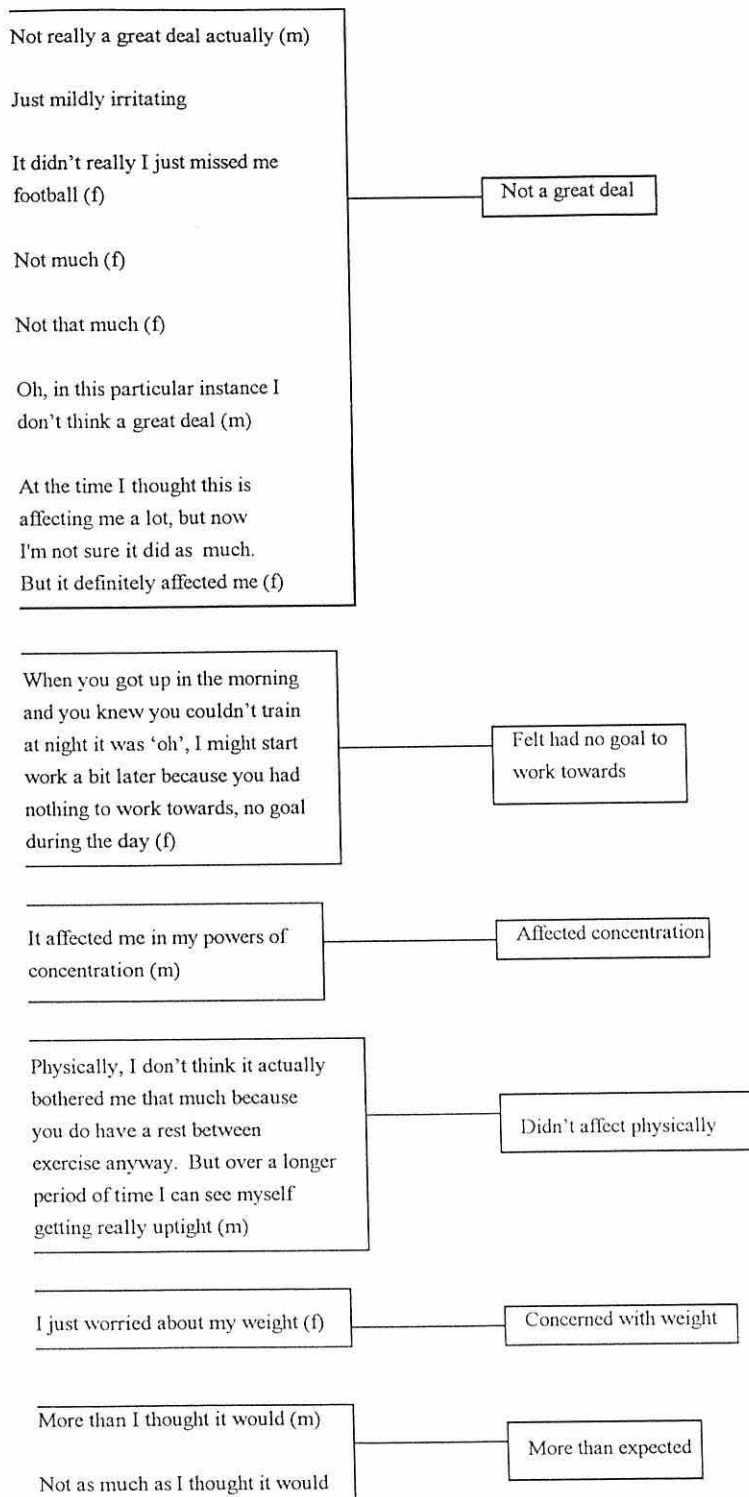 Not really a great deal actually (m)
Just mildly irritating
It didn't really I just missed me
football (f)
Not much (f)
Not that much (f)
Oh, in this particular instance I
don't think a great deal (m)
At the time I thought this is
affecting me a lot, but now
I'm not sure it did as much.
But it definitely affected me (f)
Not a great deal
When you got up in the morning
and you knew you couldn't train
at night it was 'oh', I might start
work a bit later because you had
nothing to work towards, no goal
during the day (f)
Felt had no goal to
work towards
It affected me in my powers of
concentration (m)
Affected concentration
Physically, I don't think it actually
bothered me that much because
you do have a rest between
exercise anyway. But over a longer
period of time I can see myself
getting really uptight (m)
Didn't affect physically
I just worried about my weight (f)
Concerned with weight
More than I thought it would (m)
Not as much as I thought it would
More than expected